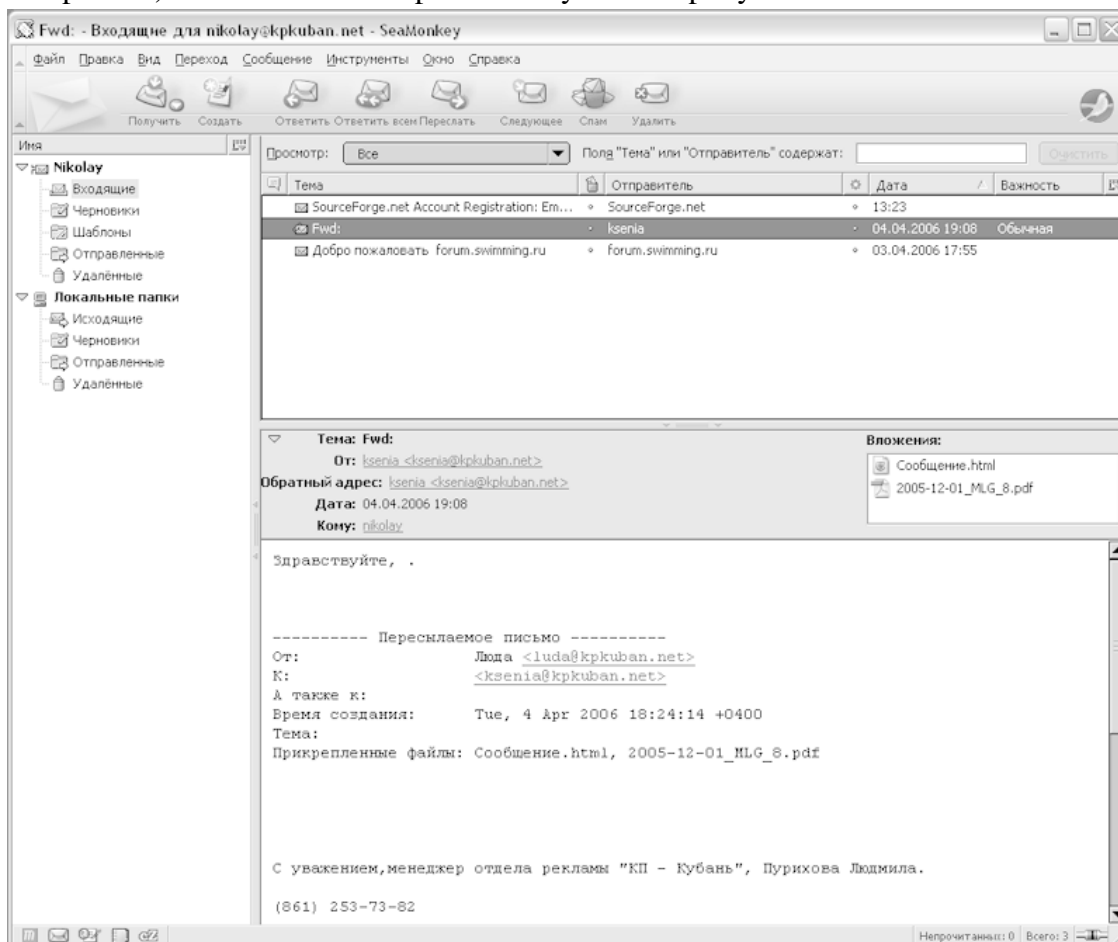 Fwd: - Входящие для nikolay@kpkuban.net - SeaMonkey
Файл Правка Вид Переход Сообщение Инструменты Окно Справка
Получить Создать Ответить Ответить всем Переслать Следующее Спам Удалить
Имя
Nikolay
Входящие
Черновики
Шаблоны
Отправленные
Удалённые
Локальные папки
Исходящие
Черновики
Отправленные
Удалённые
Просмотр: Все Поля "Тема" или "Отправитель" содержат: Очистить
Тема Отправитель Дата Важность
SourceForge.net Account Registration: Em... SourceForge.net 13:23
Fwd: ksenia 04.04.2006 19:08 Обычная
Добро пожаловать forum.swimming.ru forum.swimming.ru 03.04.2006 17:55
Тема: Fwd:
От: ksenia <ksenia@kpkuban.net>
Обратный адрес: ksenia <ksenia@kpkuban.net>
Дата: 04.04.2006 19:08
Кому: nikolay
Вложения:
Сообщение.html
2005-12-01_MLG_8.pdf
Здравствуйте, .
---------- Пересылаемое письмо ----------
От: Люда <luda@kpkuban.net>
К: <ksenia@kpkuban.net>
А также к:
Время создания: Tue, 4 Apr 2006 18:24:14 +0400
Тема:
Прикрепленные файлы: Сообщение.html, 2005-12-01_MLG_8.pdf
С уважением,менеджер отдела рекламы "КП - Кубань", Пурихова Людмила.
(861) 253-73-82
Непрочитанных: 0 Всего: 3